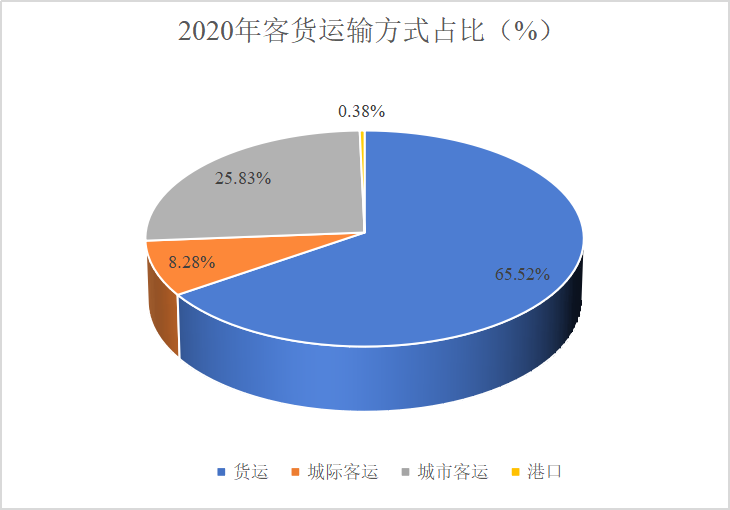 2020年客货运输方式占比（%）
0.38%
25.83%
8.28%
65.52%
货运 城际客运 城市客运 港口